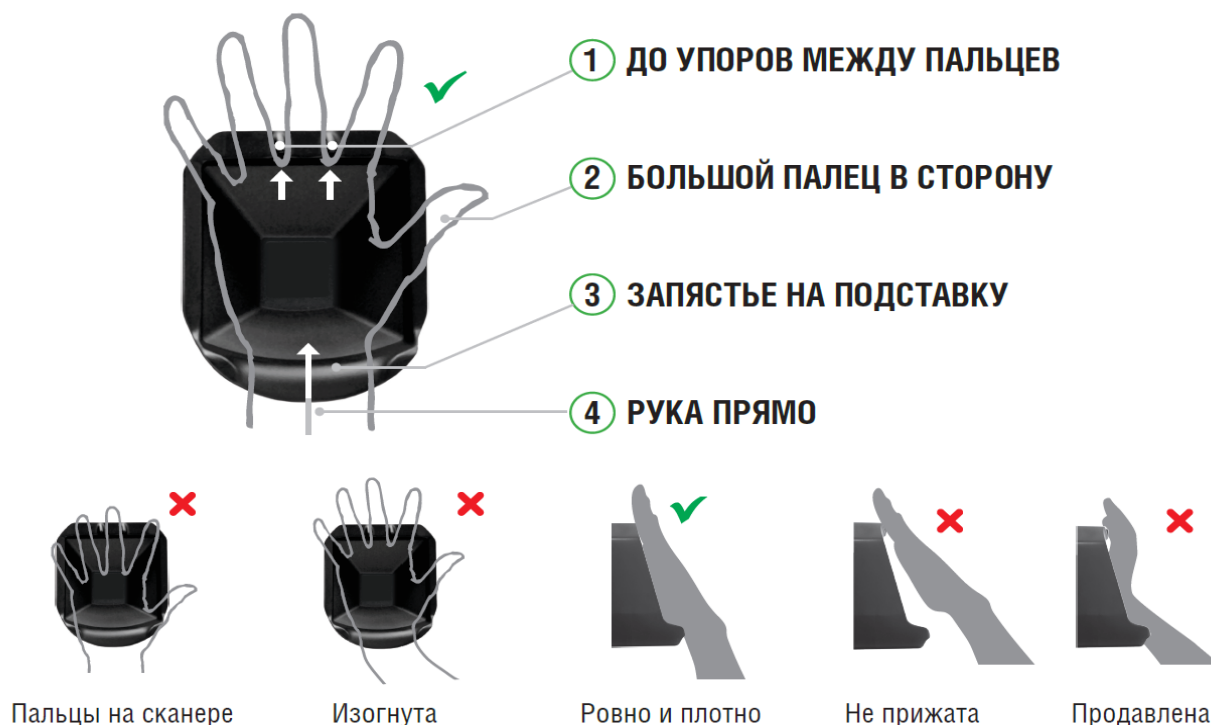 1 ДО УПОРОВ МЕЖДУ ПАЛЬЦЕВ
2 БОЛЬШОЙ ПАЛЕЦ В СТОРОНУ
3 ЗАПЯСТЬЕ НА ПОДСТАВКУ
4 РУКА ПРЯМО
Пальцы на сканере
Изогнута
Ровно и плотно
Не прижата
Продавлена